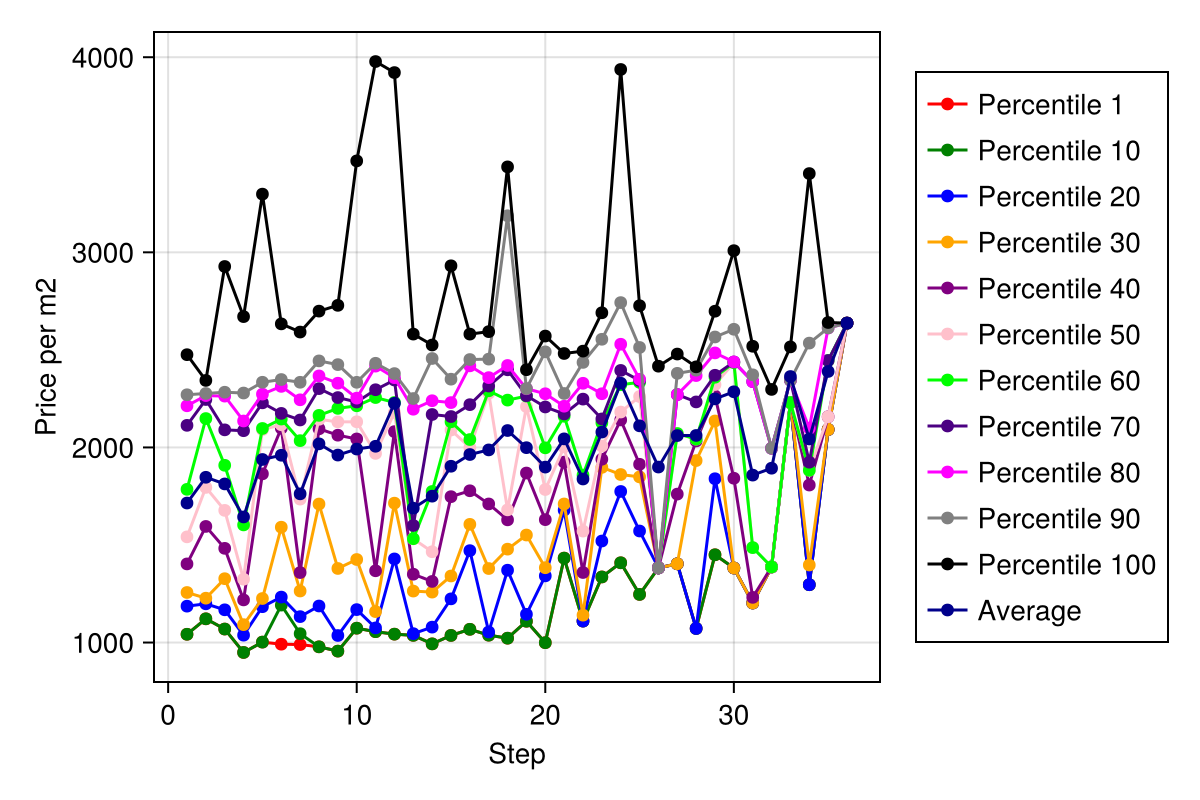 4000
3000
2000
1000
Price per m2
0 10 20 30
Step
Percentile 1
Percentile 10
Percentile 20
Percentile 30
Percentile 40
Percentile 50
Percentile 60
Percentile 70
Percentile 80
Percentile 90
Percentile 100
Average